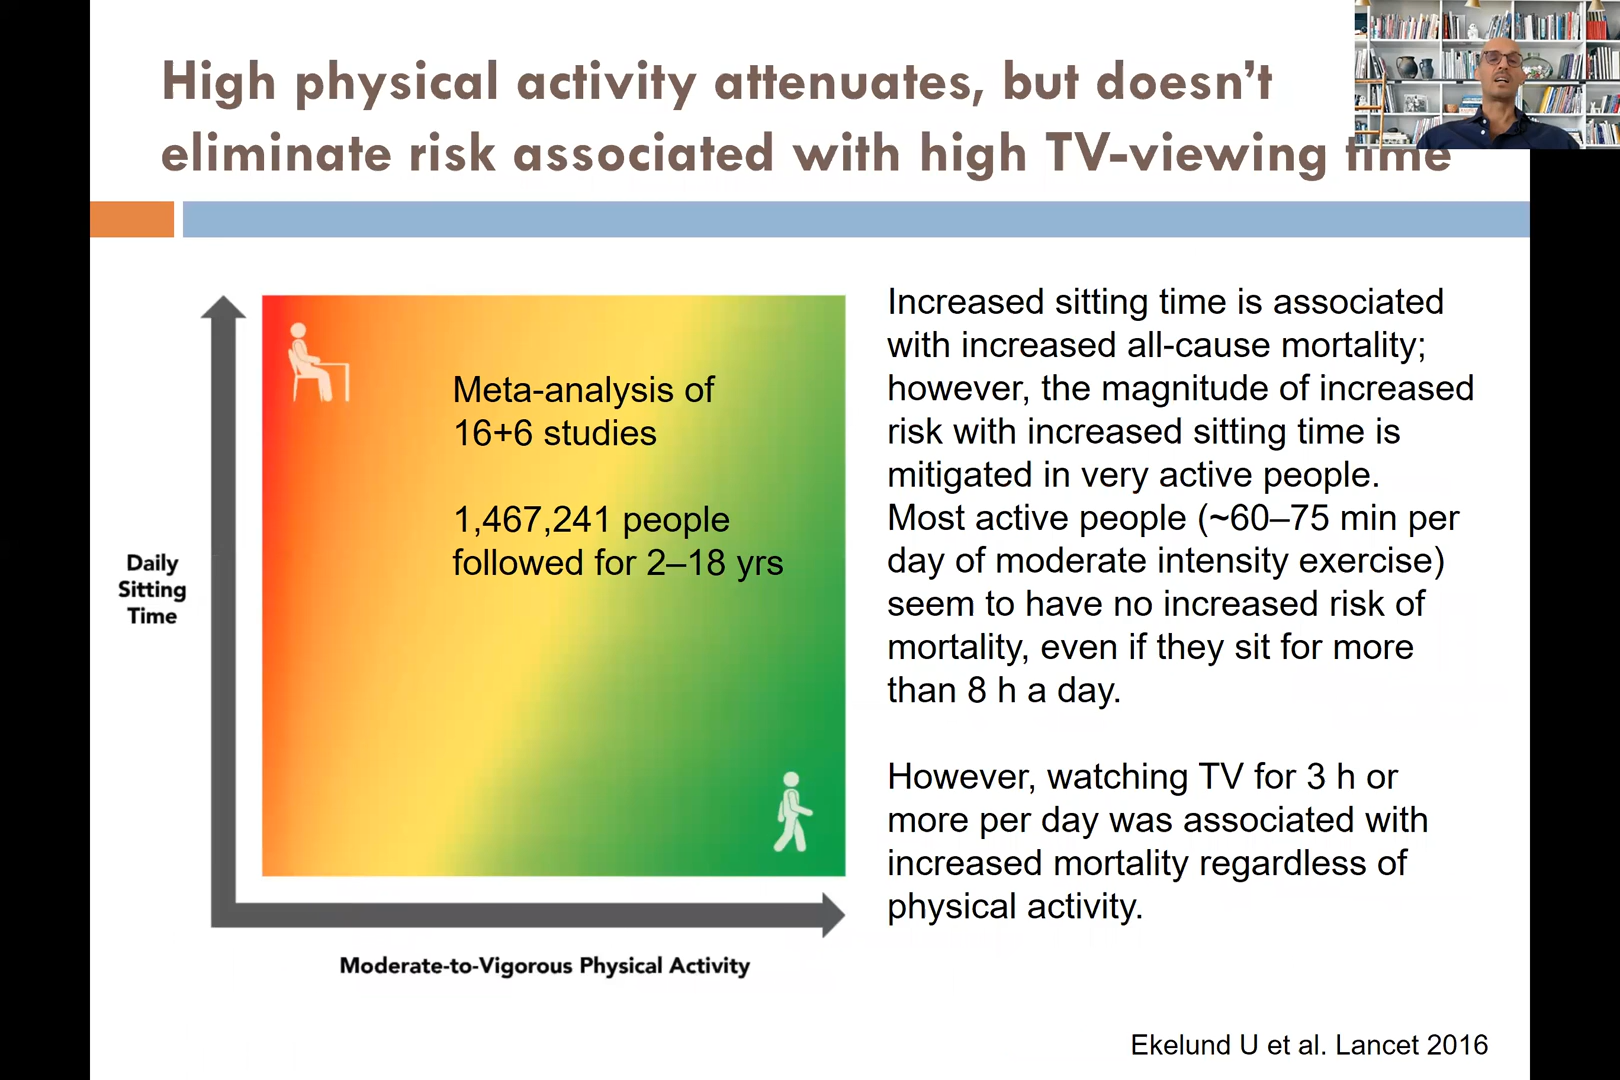 High physical activity attenuates, but doesn’t
eliminate risk associated with high TV-viewing time
Meta-analysis of
16+6 studies
1,467,241 people
followed for 2–18 yrs
Daily
Sitting
Time
Moderate-to-Vigorous Physical Activity
Increased sitting time is associated
with increased all-cause mortality;
however, the magnitude of increased
risk with increased sitting time is
mitigated in very active people.
Most active people (~60–75 min per
day of moderate intensity exercise)
seem to have no increased risk of
mortality, even if they sit for more
than 8 h a day.
However, watching TV for 3 h or
more per day was associated with
increased mortality regardless of
physical activity.
Ekelund U et al. Lancet 2016